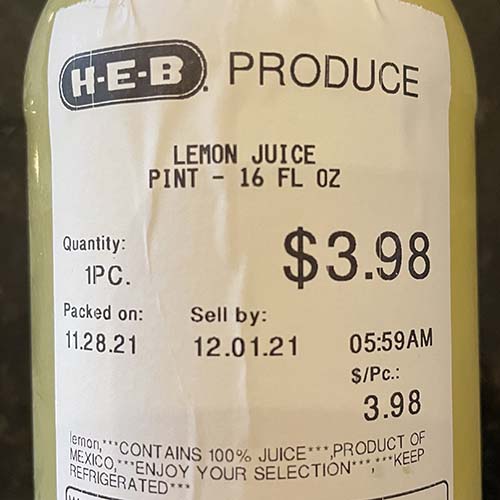 H-E-B. PRODUCE
LEMON JUICE
PINT - 16 FL OZ
Quantity:
1PC.
$3.98
Packed on:
Sell by:
11.28.21
12.01.21
05:59AM
$/Pc.:
3.98
lemon,***CONTAINS 100% JUICE***,PRODUCT OF
MEXICO,***ENJOY YOUR SELECTION***,***KEEP
REFRIGERATED***